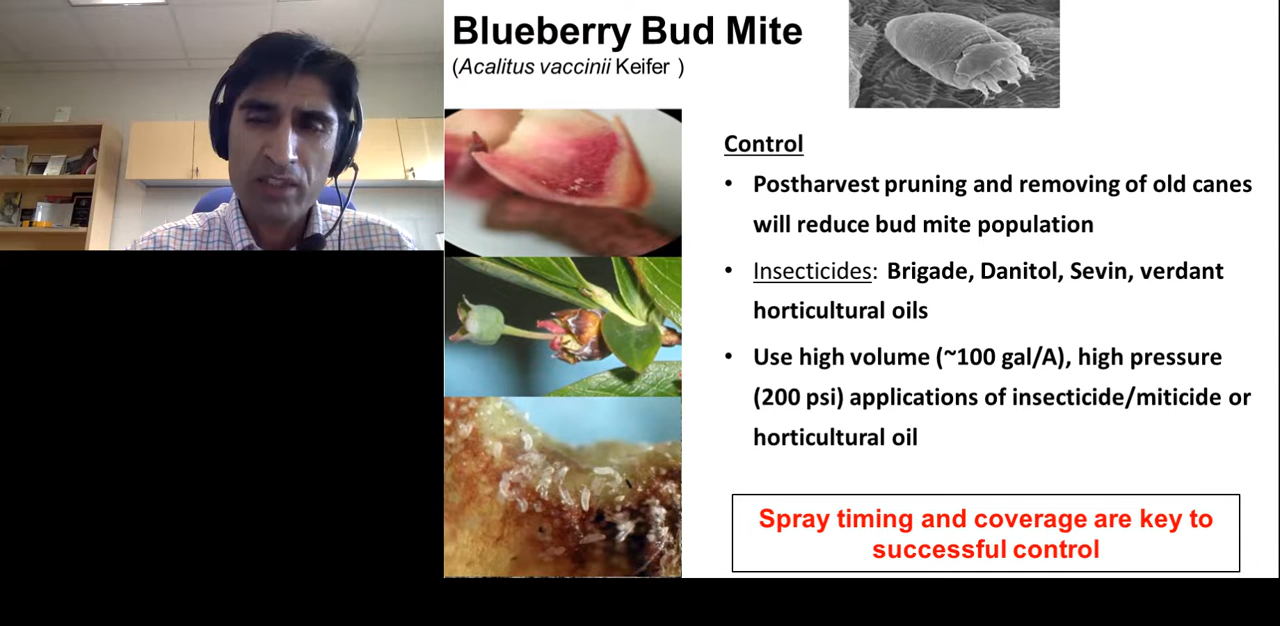 Blueberry Bud Mite
(Acalitus vaccinii Keifer )
Control
• Postharvest pruning and removing of old canes
will reduce bud mite population
• Insecticides: Brigade, Danitol, Sevin, verdant
horticultural oils
• Use high volume (~100 gal/A), high pressure
(200 psi) applications of insecticide/miticide or
horticultural oil
Spray timing and coverage are key to
successful control